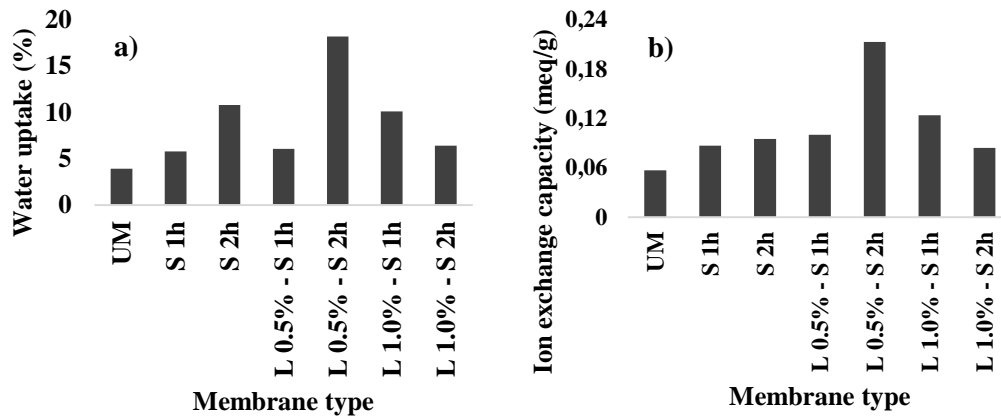 a)
Water uptake (%)
20
15
10
5
0
UM
S 1h
S 2h
L 0.5% - S 1h
L 0.5% - S 2h
L 1.0% - S 1h
L 1.0% - S 2h
Membrane type
b)
Ion exchange capacity (meq/g)
0,24
0,18
0,12
0,06
0
UM
S 1h
S 2h
L 0.5% - S 1h
L 0.5% - S 2h
L 1.0% - S 1h
L 1.0% - S 2h
Membrane type